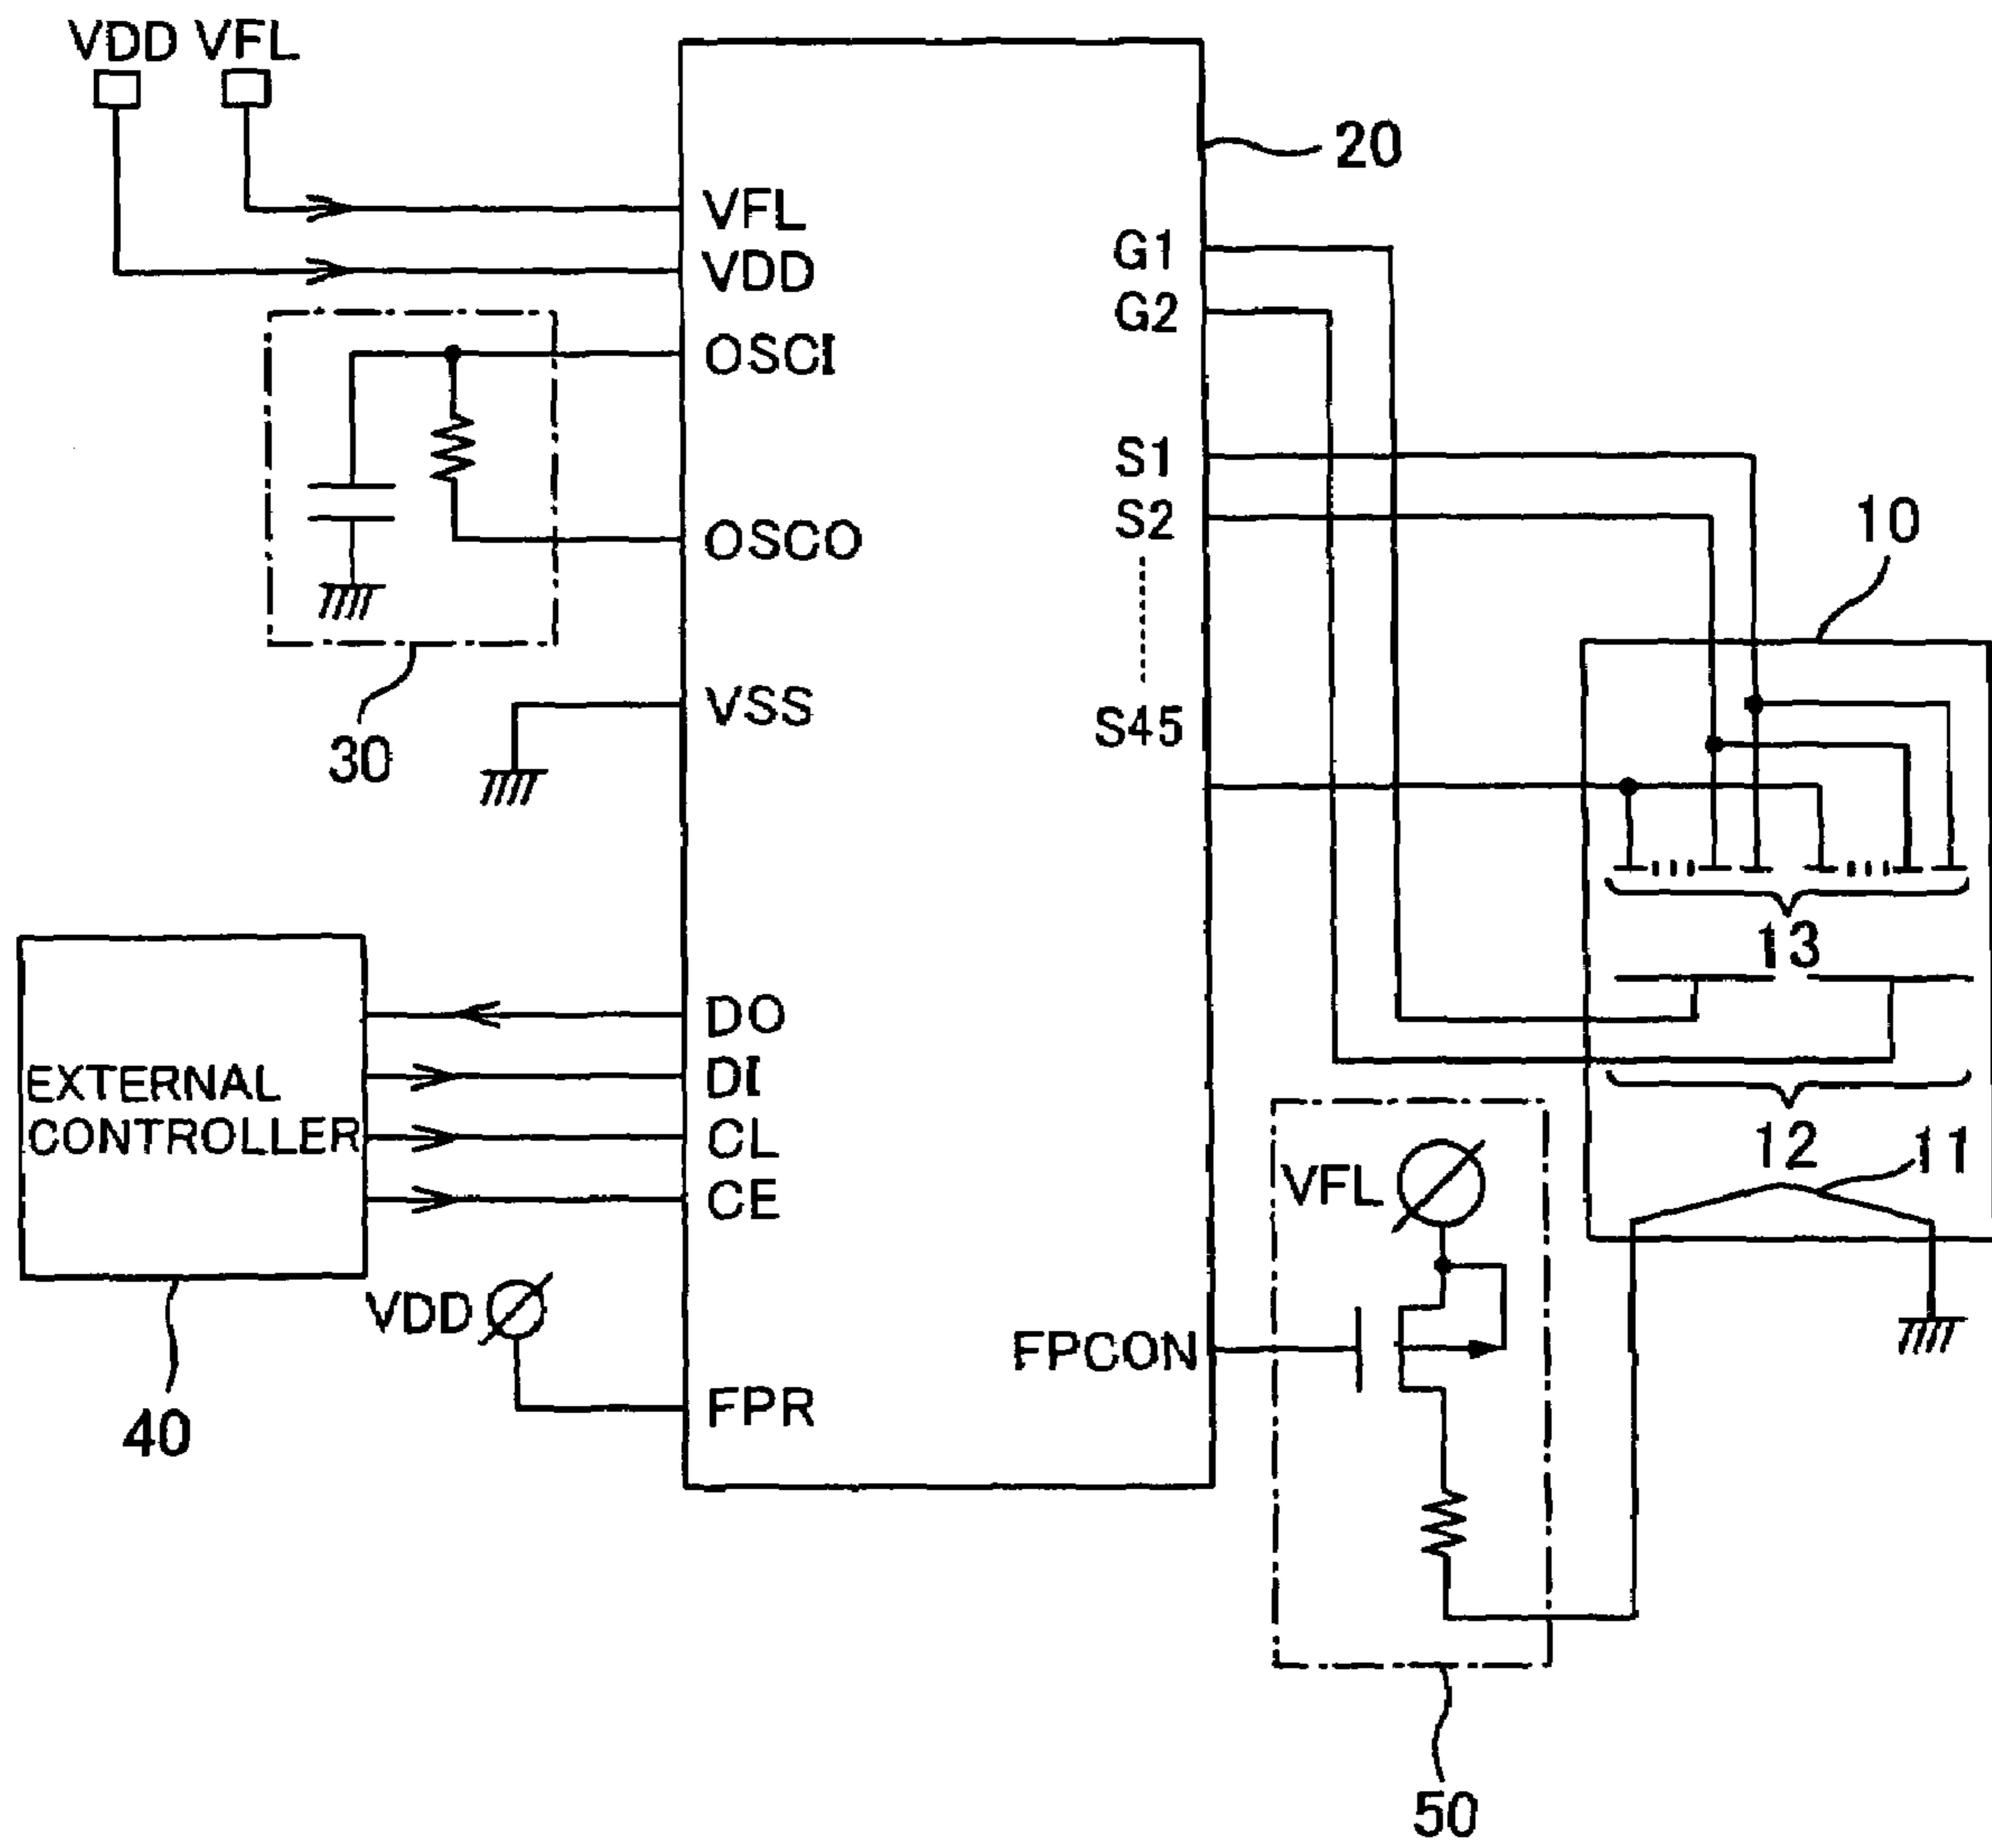 VDD VFL
20
VFL
VDD
G1
G2
OSCI
S1
S2
OSCO
10
VSS
S45
30
13
DO
DI
CL
CE
EXTERNAL
CONTROLLER
12
11
VFL
VDD
FPCON
FPR
40
50